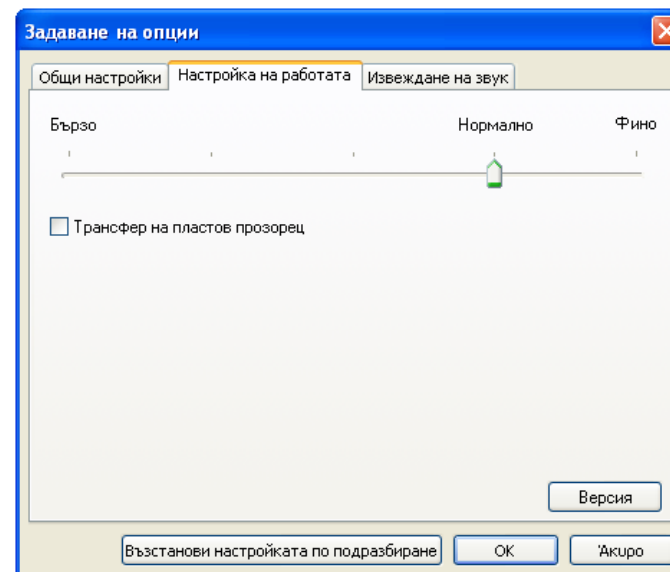 Задаване на опции
Общи настройки Настройка на работата Извеждане на звук
Бързо Нормално Фино
Трансфер на пластов прозорец
Версия
Възстанови настройката по подразбиране OK 'Акиро